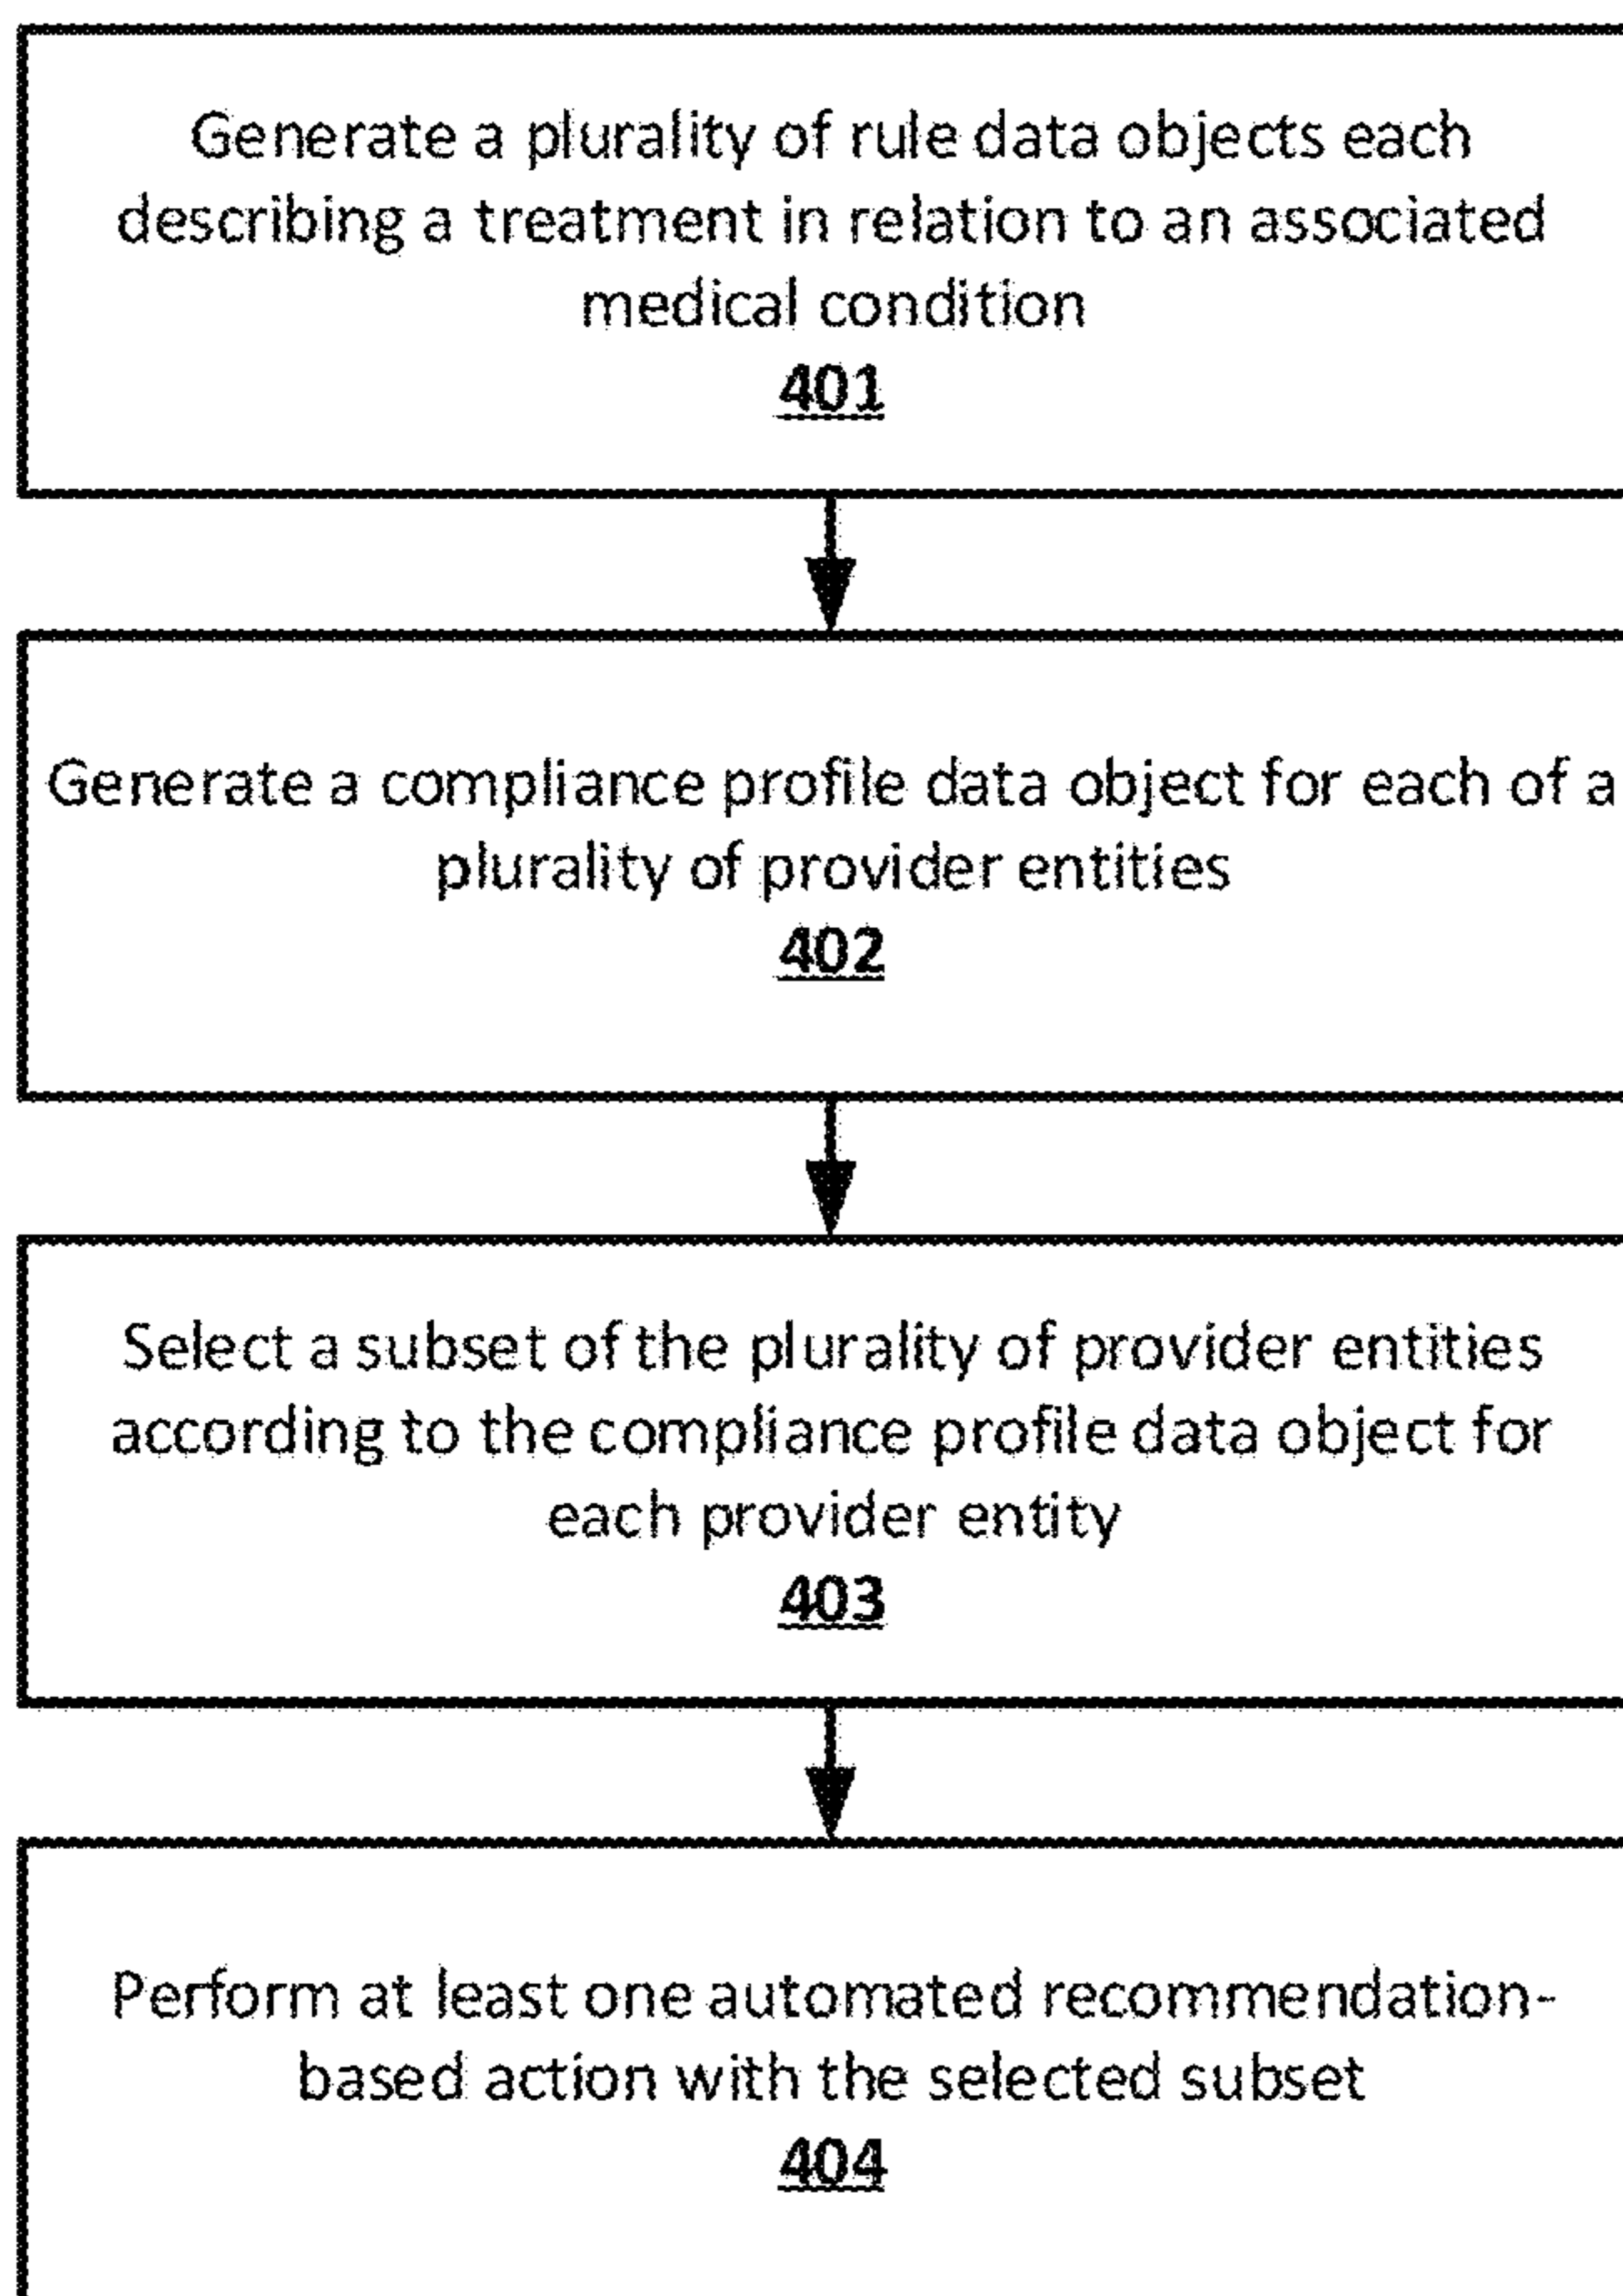 Generate a plurality of rule data objects each
describing a treatment in relation to an associated
medical condition
401
Generate a compliance profile data object for each of a
plurality of provider entities
402
Select a subset of the plurality of provider entities
according to the compliance profile data object for
each provider entity
403
Perform at least one automated recommendation-
based action with the selected subset
404